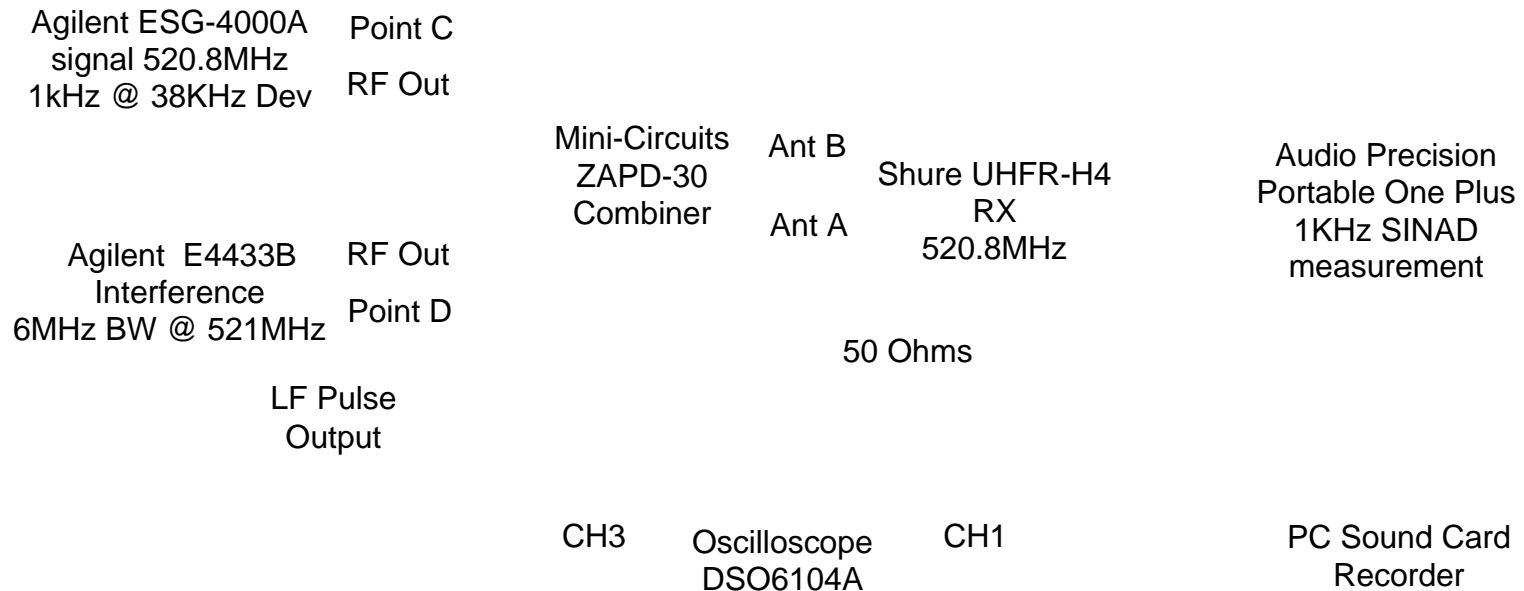 Agilent ESG-4000A
signal 520.8MHz
1kHz @ 38KHz Dev
Point C
RF Out
Mini-Circuits
ZAPD-30
Combiner
Ant B
Ant A
Shure UHFR-H4
RX
520.8MHz
Audio Precision
Portable One Plus
1KHz SINAD
measurement
Agilent E4433B
Interference
6MHz BW @ 521MHz
RF Out
Point D
50 Ohms
LF Pulse
Output
CH3
Oscilloscope
DSO6104A
CH1
PC Sound Card
Recorder